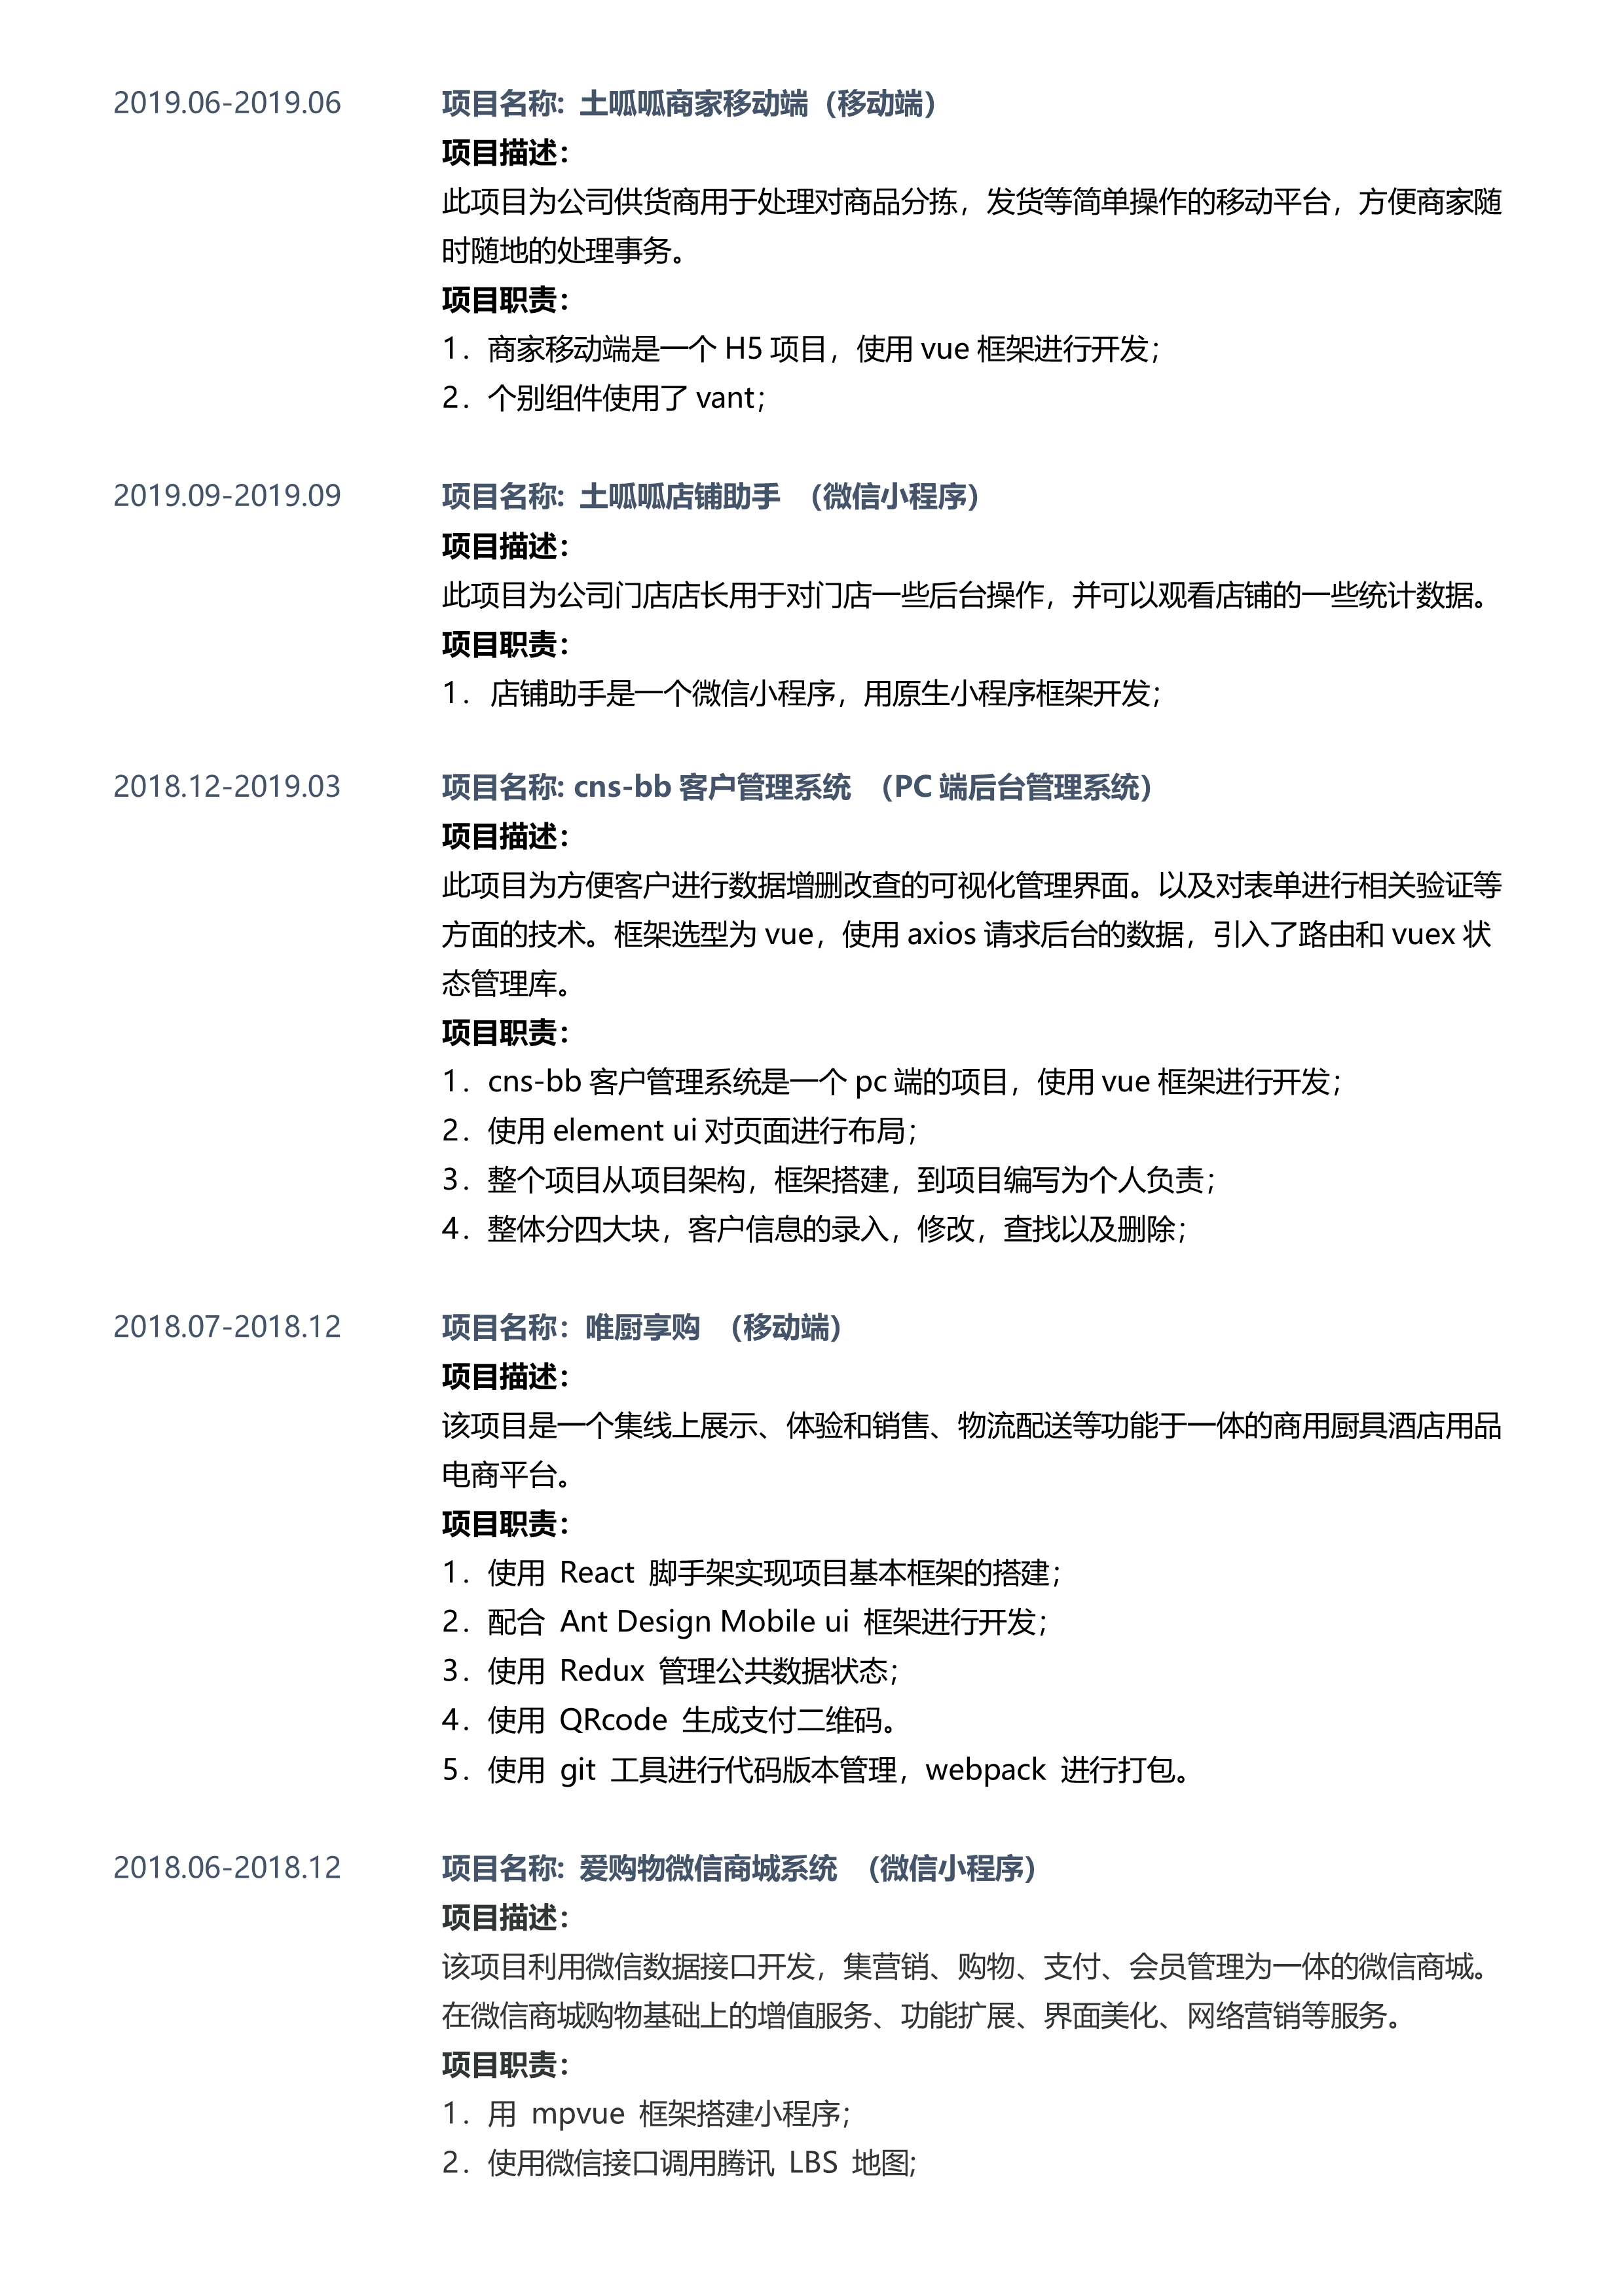 2019.06-2019.06 项目名称: 土呱呱商家移动端（移动端）
项目描述：
此项目为公司供货商用于处理对商品分拣，发货等简单操作的移动平台，方便商家随
时随地的处理事务。
项目职责：
1. 商家移动端是一个 H5 项目，使用 vue 框架进行开发；
2. 个别组件使用了 vant；
2019.09-2019.09 项目名称: 土呱呱店铺助手 （微信小程序）
项目描述：
此项目为公司门店店长用于对门店一些后台操作，并可以观看店铺的一些统计数据。
项目职责：
1. 店铺助手是一个微信小程序，用原生小程序框架开发；
2018.12-2019.03 项目名称: cns-bb 客户管理系统 （PC 端后台管理系统）
项目描述：
此项目为方便客户进行数据增删改查的可视化管理界面。以及对表单进行相关验证等
方面的技术。框架选型为 vue，使用 axios 请求后台的数据，引入了路由和 vuex 状
态管理库。
项目职责：
1. cns-bb 客户管理系统是一个 pc 端的项目，使用 vue 框架进行开发；
2. 使用 element ui 对页面进行布局；
3. 整个项目从项目架构，框架搭建，到项目编写为个人负责；
4. 整体分四大块，客户信息的录入，修改，查找以及删除；
2018.07-2018.12 项目名称：唯厨享购 （移动端）
项目描述：
该项目是一个集线上展示、体验和销售、物流配送等功能于一体的商用厨具酒店用品
电商平台。
项目职责：
1. 使用 React 脚手架实现项目基本框架的搭建；
2. 配合 Ant Design Mobile ui 框架进行开发；
3. 使用 Redux 管理公共数据状态；
4. 使用 QRcode 生成支付二维码。
5. 使用 git 工具进行代码版本管理，webpack 进行打包。
2018.06-2018.12 项目名称: 爱购物微信商城系统 （微信小程序）
项目描述：
该项目利用微信数据接口开发，集营销、购物、支付、会员管理为一体的微信商城。
在微信商城购物基础上的增值服务、功能扩展、界面美化、网络营销等服务。
项目职责：
1. 用 mpvue 框架搭建小程序；
2. 使用微信接口调用腾讯 LBS 地图;